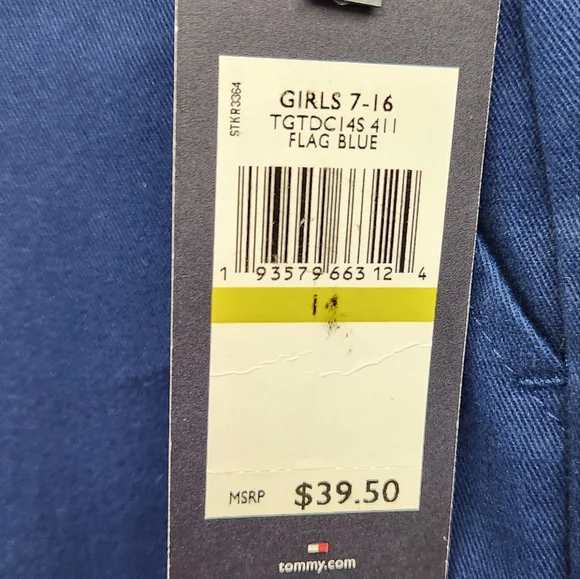 STKR3364
GIRLS 7-16
TGTDC14S 411
FLAG BLUE
1 93579 66312 4
MSRP $39.50
tommy.com